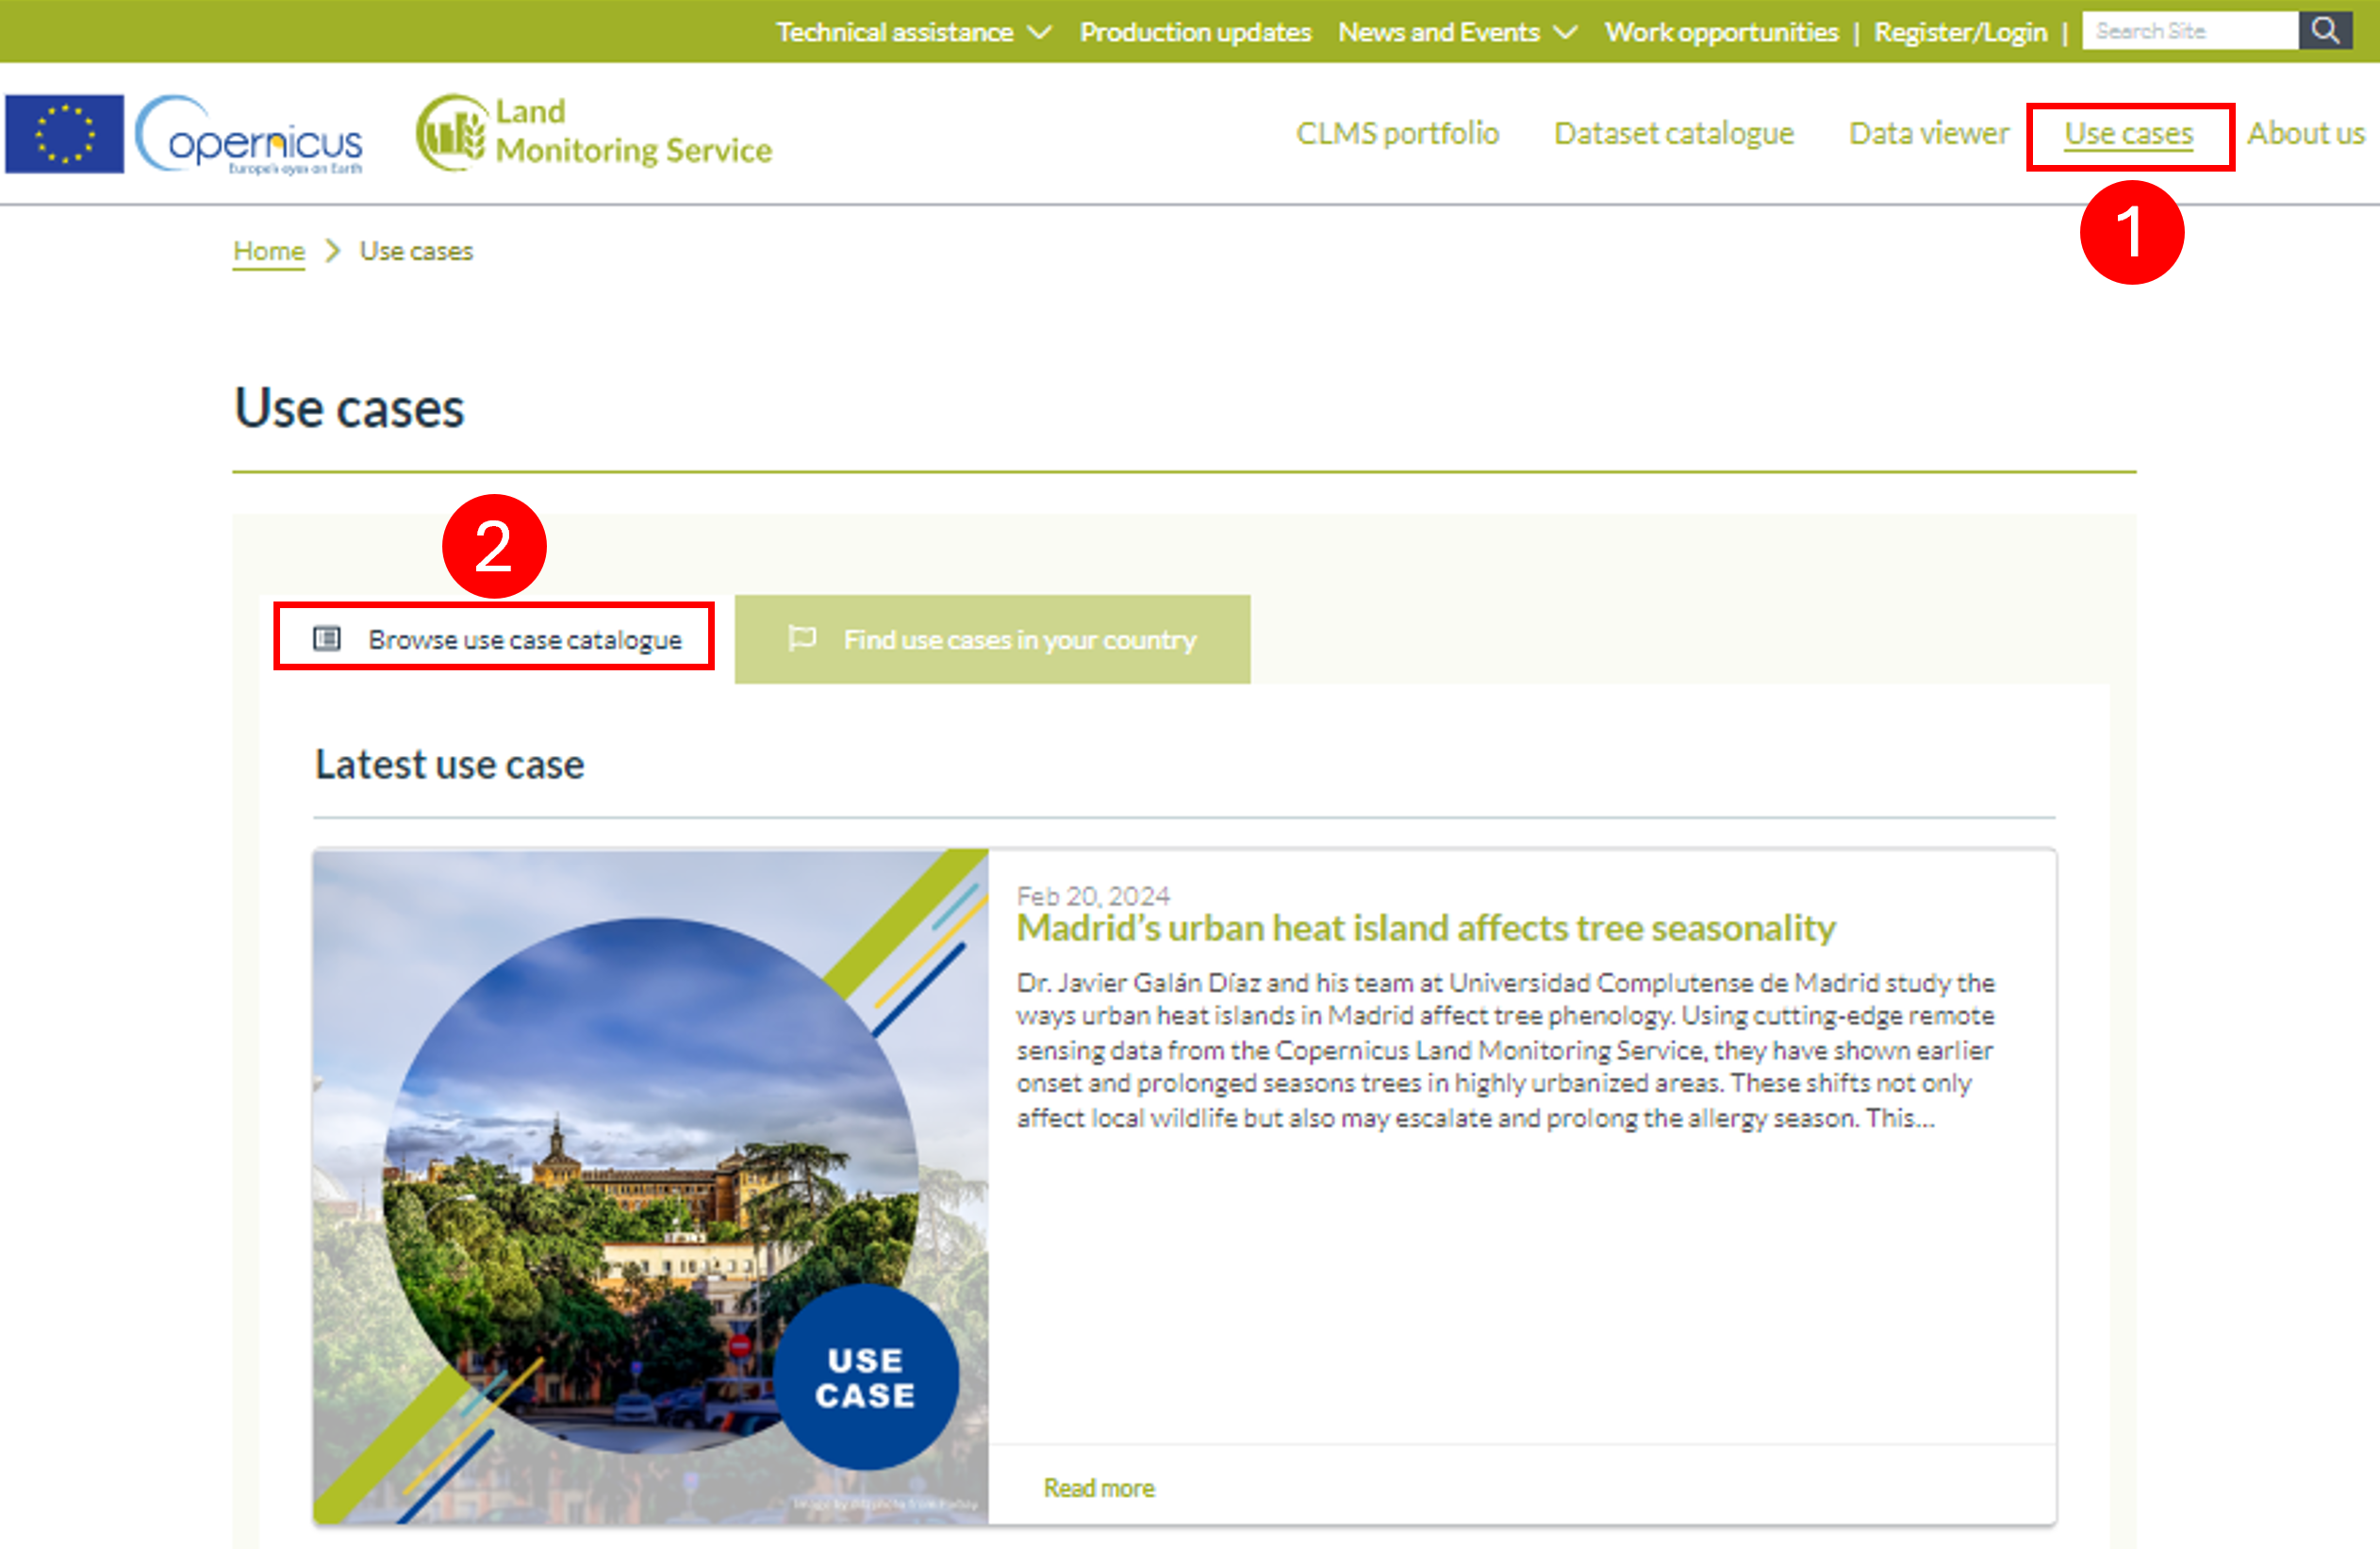 Technical assistance Production updates News and Events Work opportunities | Register/Login | Search Site
Copernicus
Europe's eyes on Earth
Land
Monitoring Service
CLMS portfolio Dataset catalogue Data viewer Use cases About us
1
Home > Use cases
Use cases
2
Browse use case catalogue Find use cases in your country
Latest use case
Feb 20, 2024
Madrid's urban heat island affects tree seasonality
Dr. Javier Galán Díaz and his team at Universidad Complutense de Madrid study the
ways urban heat islands in Madrid affect tree phenology. Using cutting-edge remote
sensing data from the Copernicus Land Monitoring Service, they have shown earlier
onset and prolonged seasons trees in highly urbanized areas. These shifts not only
affect local wildlife but also may escalate and prolong the allergy season. This...
USE
CASE
Read more